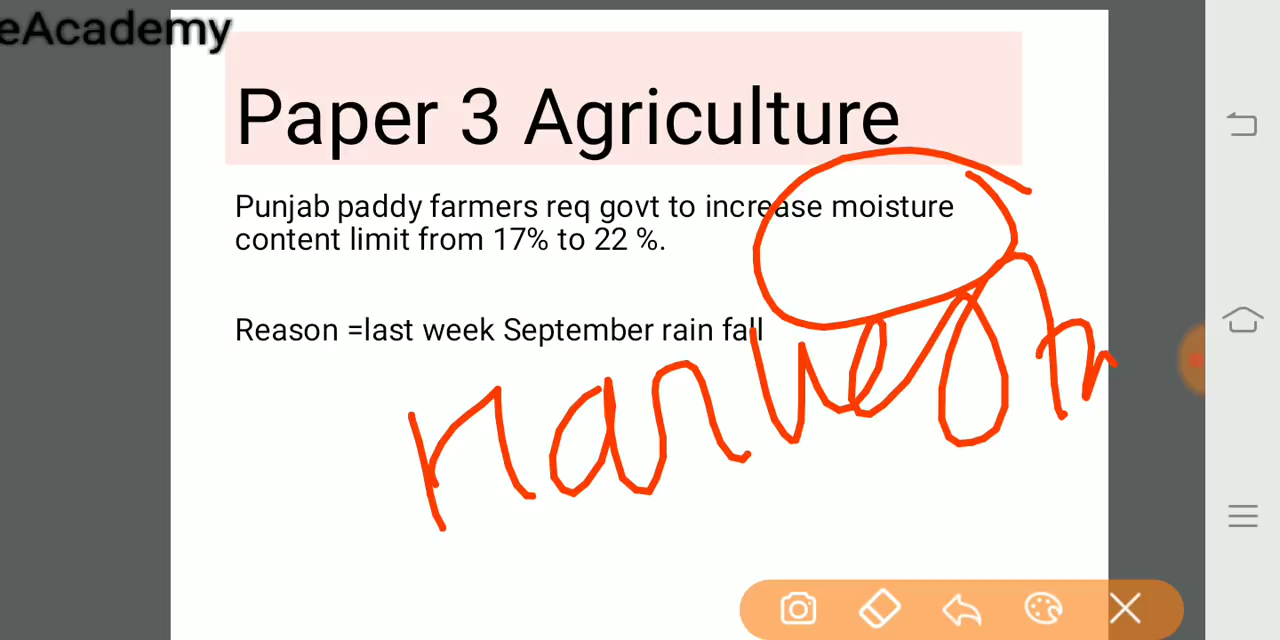 eAcademy
Paper 3 Agriculture
Punjab paddy farmers req govt to increase moisture
content limit from 17% to 22 %.
Reason =last week September rain fall